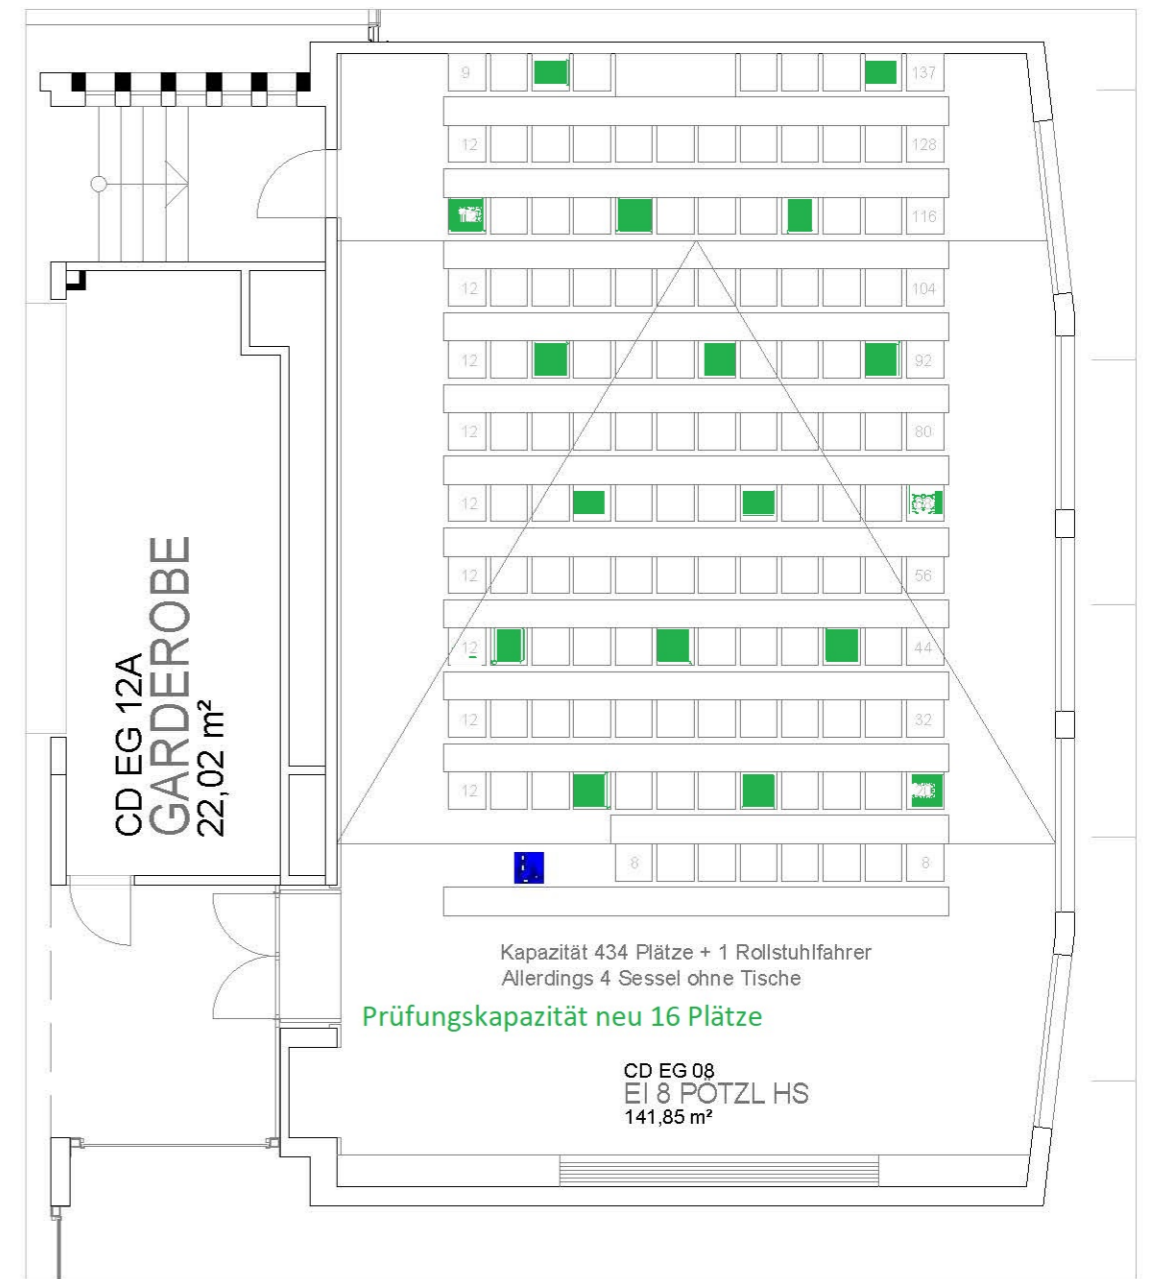 9 137
12 128
116
12 104
12 92
12 80
12
12 56
12 44
12 32
12
8 8
CD EG 12A
GARDEROBE
22,02 m²
Kapazität 434 Plätze + 1 Rollstuhlfahrer
Allerdings 4 Sessel ohne Tische
Prüfungskapazität neu 16 Plätze
CD EG 08
EI 8 PÖTZL HS
141,85 m²